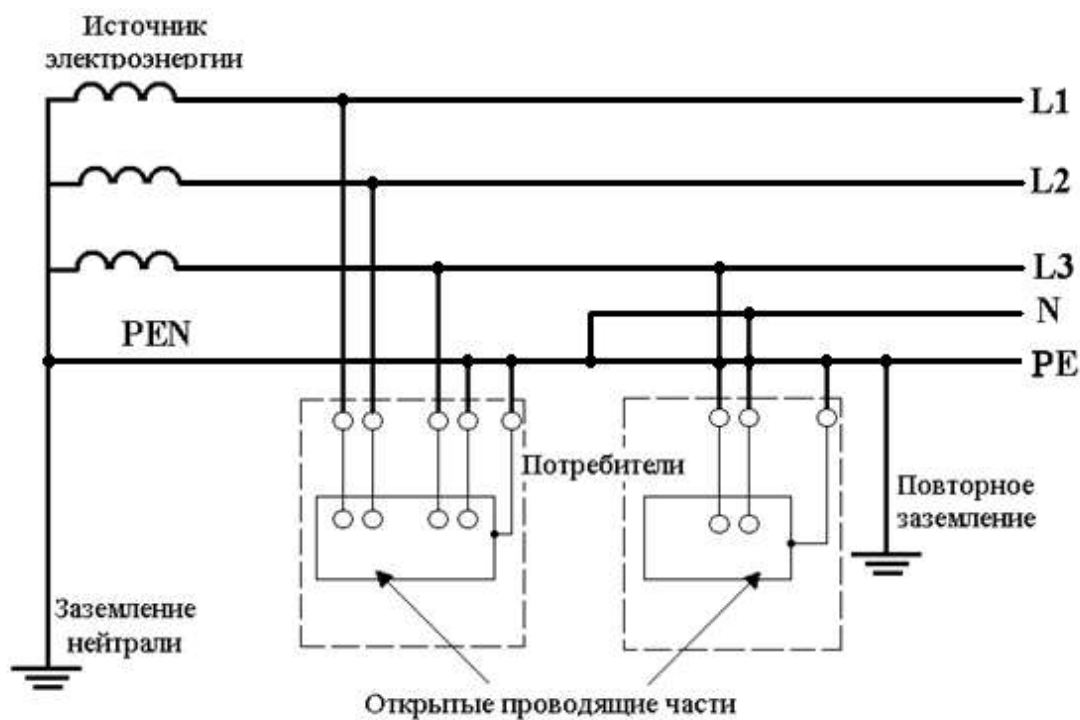 Источник
электроэнергии
L1
L2
L3
N
PEN
PE
Потребители
Повторное
заземление
Заземление
нейтрали
Открытые проводящие части